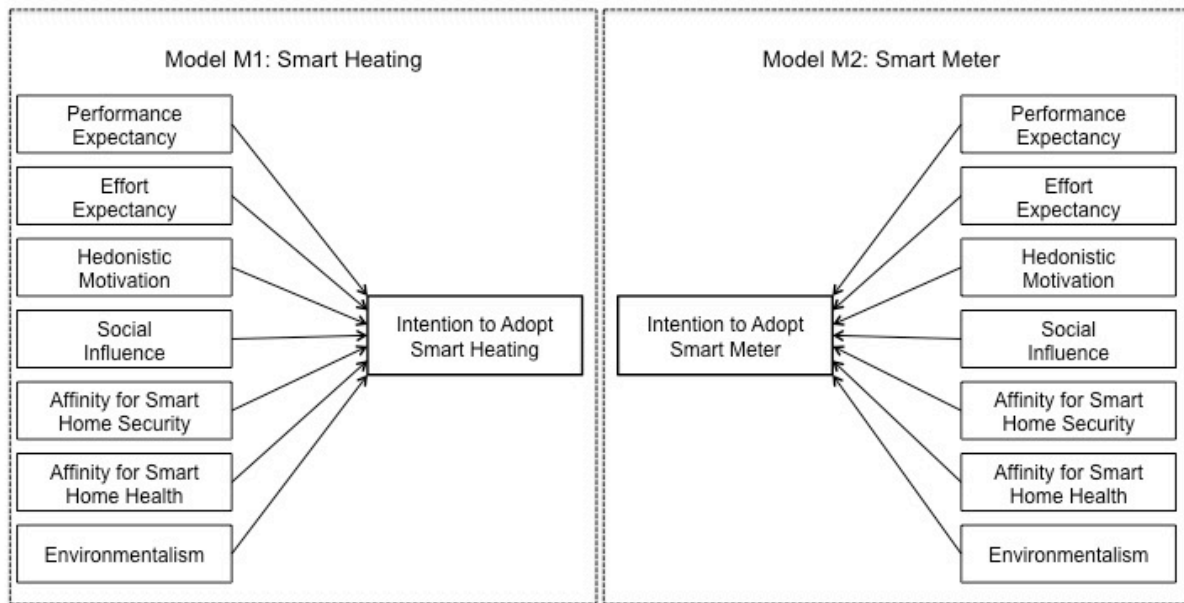 Model M1: Smart Heating
Performance
Expectancy
Effort
Expectancy
Hedonistic
Motivation
Social
Influence
Affinity for Smart
Home Security
Affinity for Smart
Home Health
Environmentalism
Intention to Adopt
Smart Heating
Model M2: Smart Meter
Intention to Adopt
Smart Meter
Performance
Expectancy
Effort
Expectancy
Hedonistic
Motivation
Social
Influence
Affinity for Smart
Home Security
Affinity for Smart
Home Health
Environmentalism